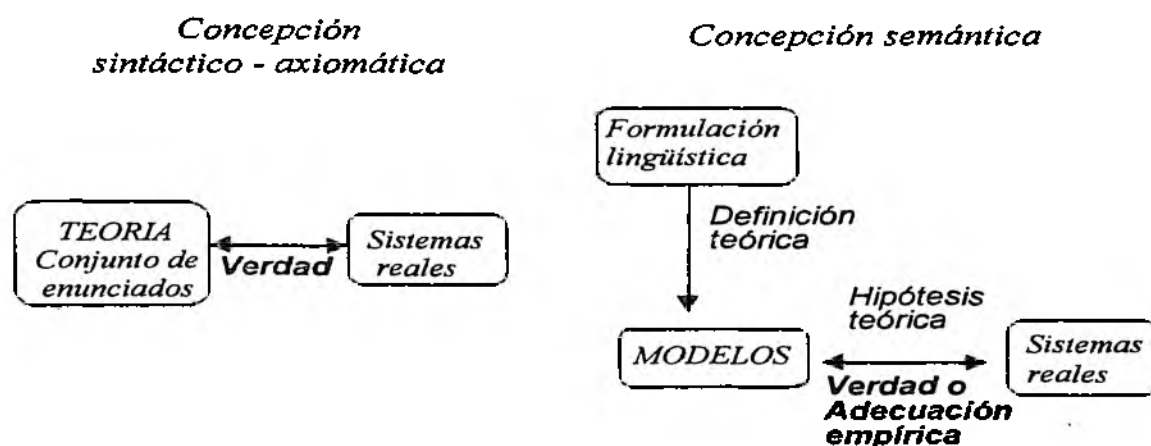 Concepción
sintáctico - axiomática
TEORIA
Conjunto de
enunciados
Verdad
Sistemas
reales
Concepción semántica
Formulación
lingüística
Definición
teórica
MODELOS
Hipótesis
teórica
Verdad o
Adecuación
empírica
Sistemas
reales